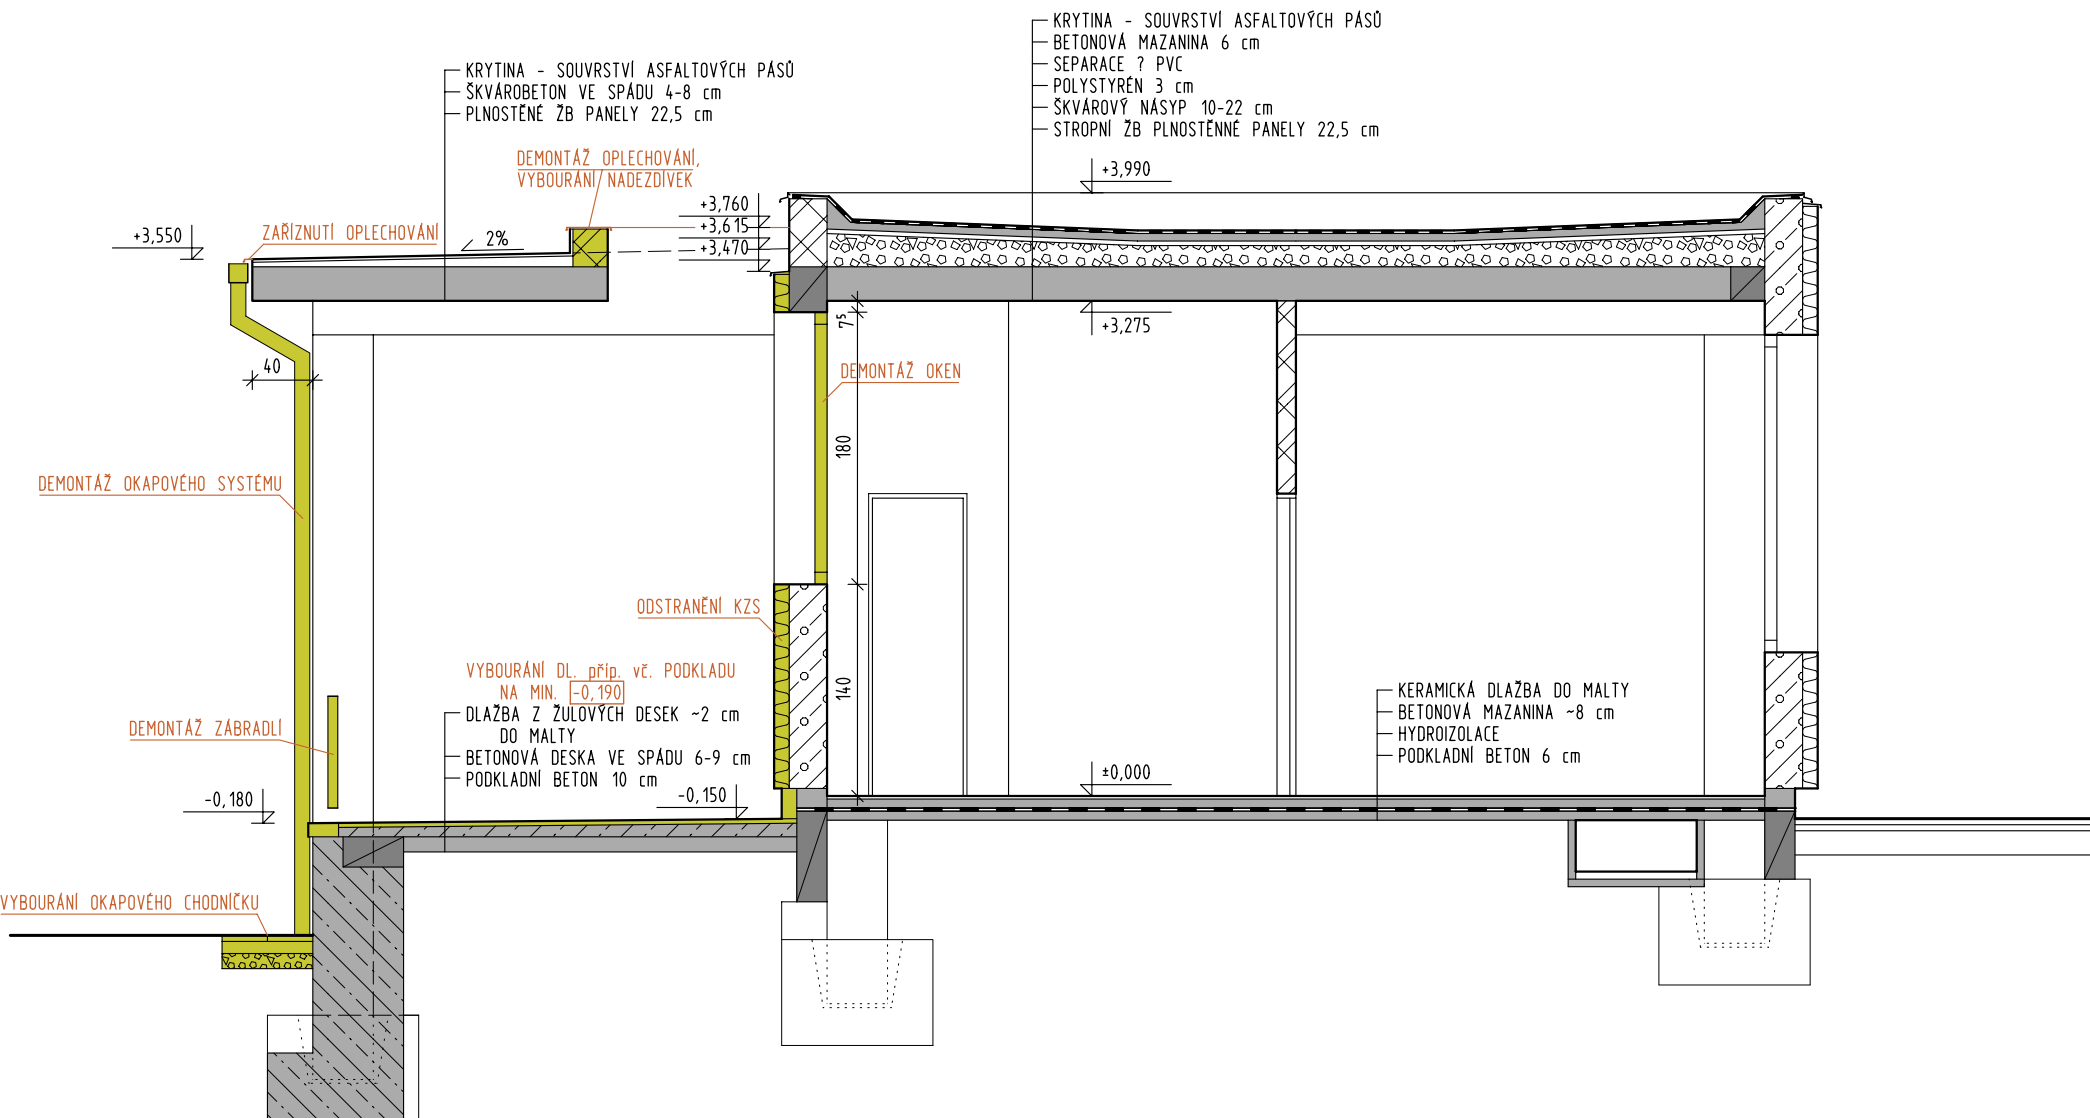 KRYTINA - SOUVRSTVÍ ASFALTOVÝCH PÁSŮ
BETONOVÁ MAZANINA 6 cm
SEPARACE ? PVC
POLYSTYRÉN 3 cm
ŠKVÁROVÝ NÁSYP 10-22 cm
STROPNÍ ŽB PLNOSTĚNNÉ PANELY 22,5 cm
KRYTINA - SOUVRSTVÍ ASFALTOVÝCH PÁSŮ
ŠKVÁROBETON VE SPÁDU 4-8 cm
PLNOSTĚNÉ ŽB PANELY 22,5 cm
DEMONTÁŽ OPLECHOVÁNÍ,
VYBOURÁNÍ NADEZDÍVEK
+3,990
+3,760
+3,615
+3,470
+3,550
ZAŘÍZNUTÍ OPLECHOVÁNÍ
2%
+3,275
75
40
DEMONTÁŽ OKEN
180
DEMONTÁŽ OKAPOVÉHO SYSTÉMU
ODSTRANĚNÍ KZS
VYBOURÁNÍ DL. příp. vč. PODKLADU
NA MIN. -0,190
DLAŽBA Z ŽULOVÝCH DESEK ~2 cm
DO MALTY
BETONOVÁ DESKA VE SPÁDU 6-9 cm
PODKLADNÍ BETON 10 cm
140
KERAMICKÁ DLAŽBA DO MALTY
BETONOVÁ MAZANINA ~8 cm
HYDROIZOLACE
PODKLADNÍ BETON 6 cm
DEMONTÁŽ ZÁBRADLÍ
±0,000
-0,180
-0,150
VYBOURÁNÍ OKAPOVÉHO CHODNÍČKU